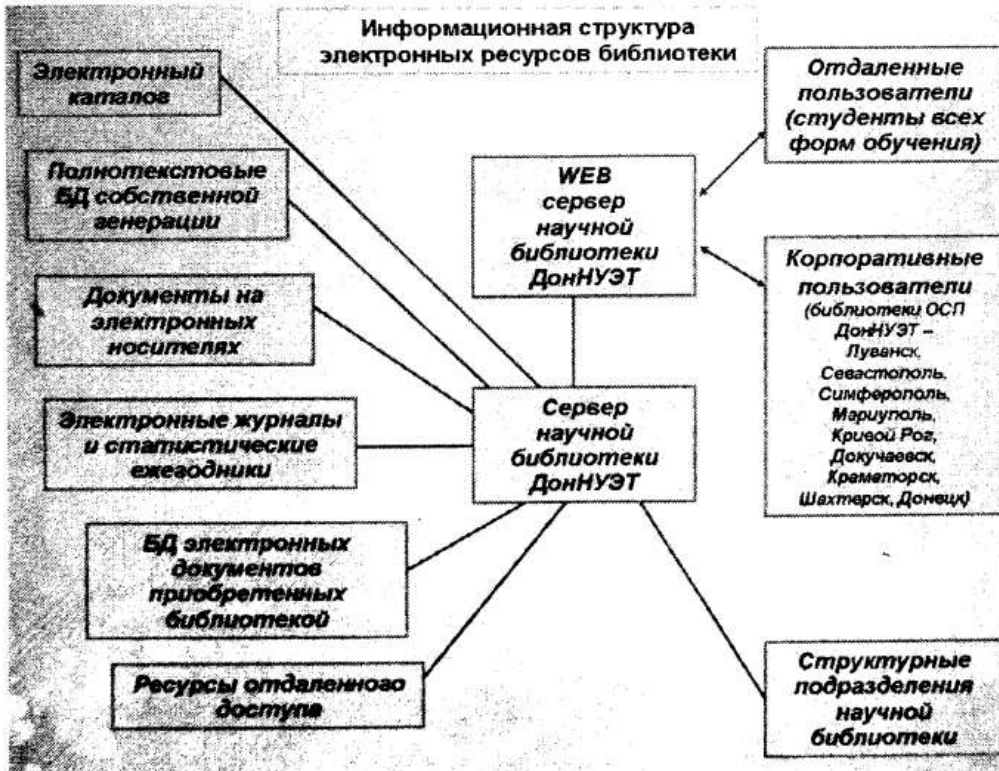 Информационная структура
электронных ресурсов библиотеки
Электронный
каталог
Полнотекстовые
БД собственной
генерации
Документы на
электронных
носителях
Электронные журналы
и статистические
ежегодники
БД электронных
документов
приобретенных
библиотекой
Ресурсы отдаленного
доступа
WEB
сервер
научной
библиотеки
ДонНУЭТ
Сервер
научной
библиотеки
ДонНУЭТ
Отдаленные
пользователи
(студенты всех
форм обучения)
Корпоративные
пользователи
(библиотеки ОСП
ДонНУЭТ –
Луганск,
Севастополь,
Симферополь,
Мариуполь,
Кривой Рог,
Докучаевск,
Краматорск,
Шахтерск, Донецк)
Структурные
подразделения
научной
библиотеки